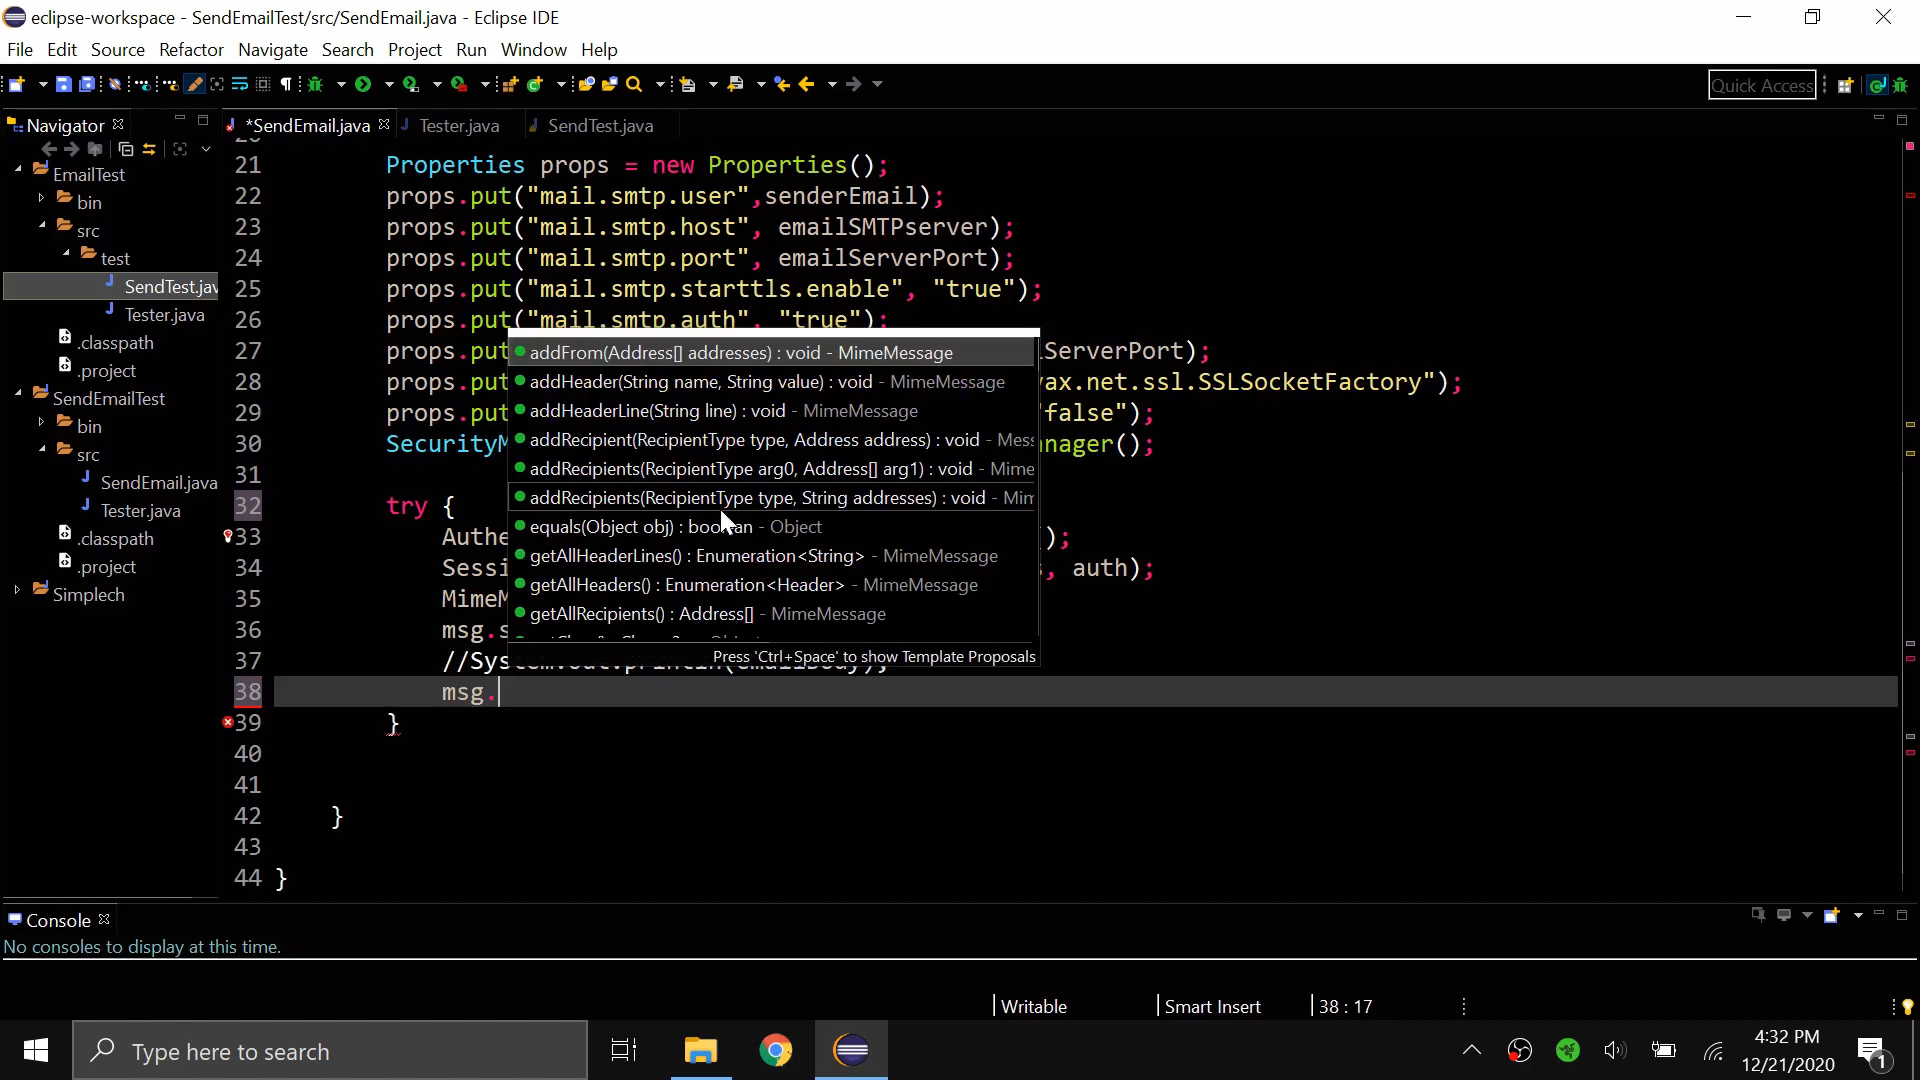 eclipse-workspace - SendEmailTest/src/SendEmail.java - Eclipse IDE
File Edit Source Refactor Navigate Search Project Run Window Help
Quick Access
Navigator
*SendEmail.java Tester.java SendTest.java
EmailTest
bin
src
test
SendTest.jav
Tester.java
.classpath
.project
SendEmailTest
bin
src
SendEmail.java
Tester.java
.classpath
.project
Simplech
21 Properties props = new Properties();
22 props.put("mail.smtp.user",senderEmail);
23 props.put("mail.smtp.host", emailSMTPserver);
24 props.put("mail.smtp.port", emailServerPort);
25 props.put("mail.smtp.starttls.enable", "true");
26 props.put("mail.smtp.auth", "true");
27 props.put lServerPort);
28 props.put vax.net.ssl.SSLSocketFactory");
29 props.put "false");
30 SecurityM nager();
31
32 try {
33 Authe );
34 Sessi , auth);
35 MimeM
36 msg.s
37 //System.out.println(emailBody);
38 msg.
39 }
40
41
42 }
43
44 }
addFrom(Address[] addresses) : void - MimeMessage
addHeader(String name, String value) : void - MimeMessage
addHeaderLine(String line) : void - MimeMessage
addRecipient(RecipientType type, Address address) : void - Mess
addRecipients(RecipientType arg0, Address[] arg1) : void - Mime
addRecipients(RecipientType type, String addresses) : void - Mim
equals(Object obj) : boolean - Object
getAllHeaderLines() : Enumeration<String> - MimeMessage
getAllHeaders() : Enumeration<Header> - MimeMessage
getAllRecipients() : Address[] - MimeMessage
Press 'Ctrl+Space' to show Template Proposals
Console
No consoles to display at this time.
Writable Smart Insert 38 : 17
Type here to search
4:32 PM
12/21/2020
1